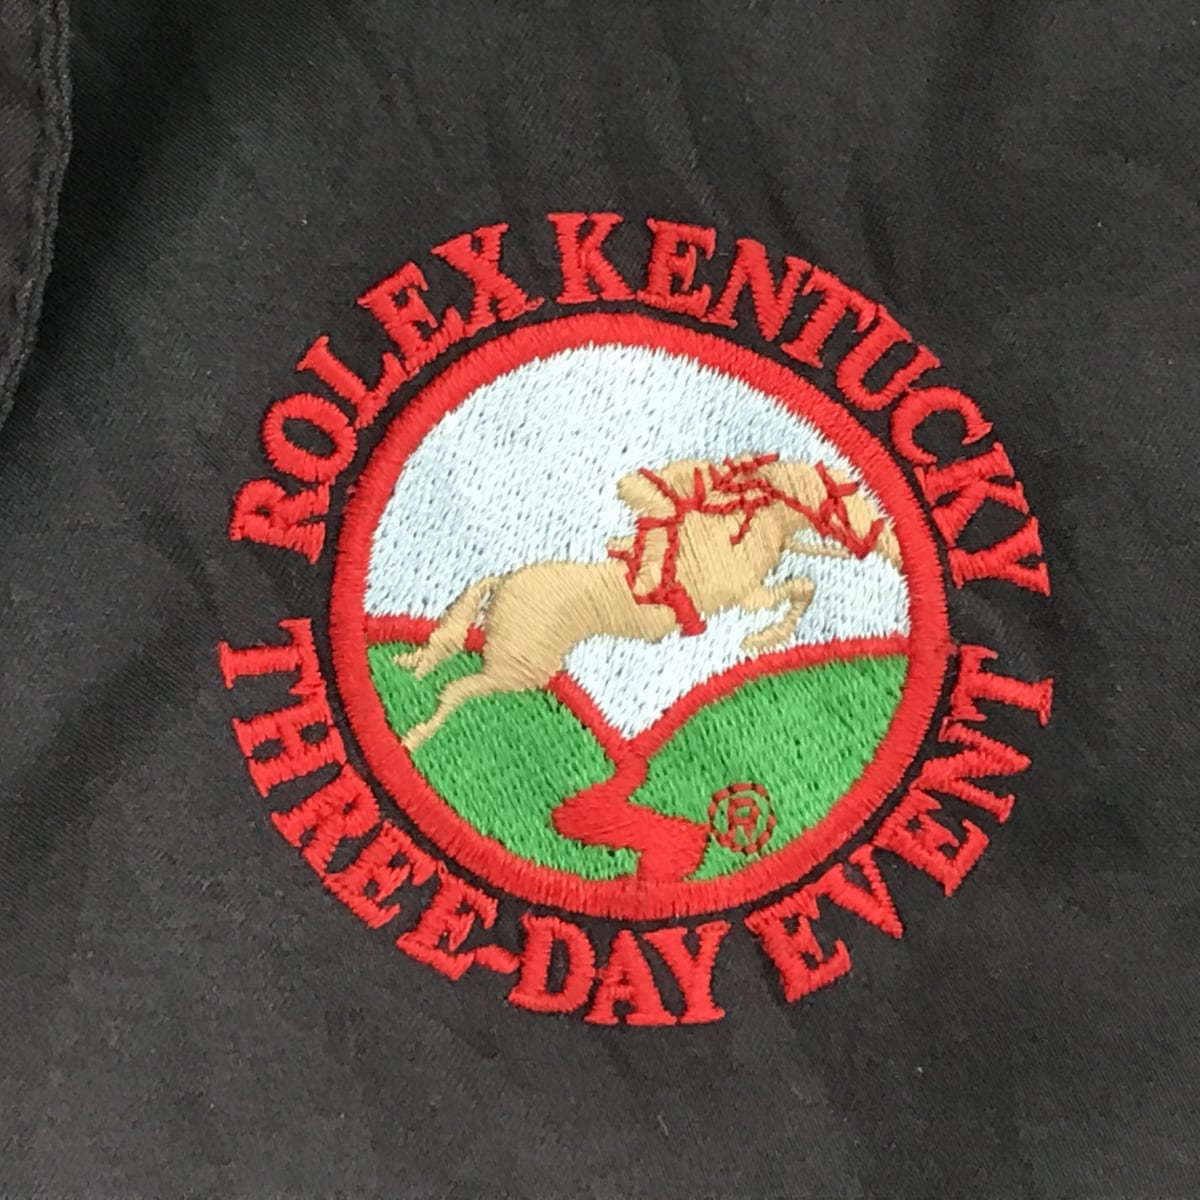 ROLEX KENTUCKY
THREE-DAY EVENT
®